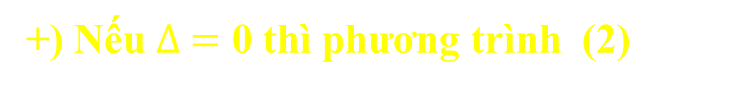 +) Nếu Δ = 0 thì phương trình (2)